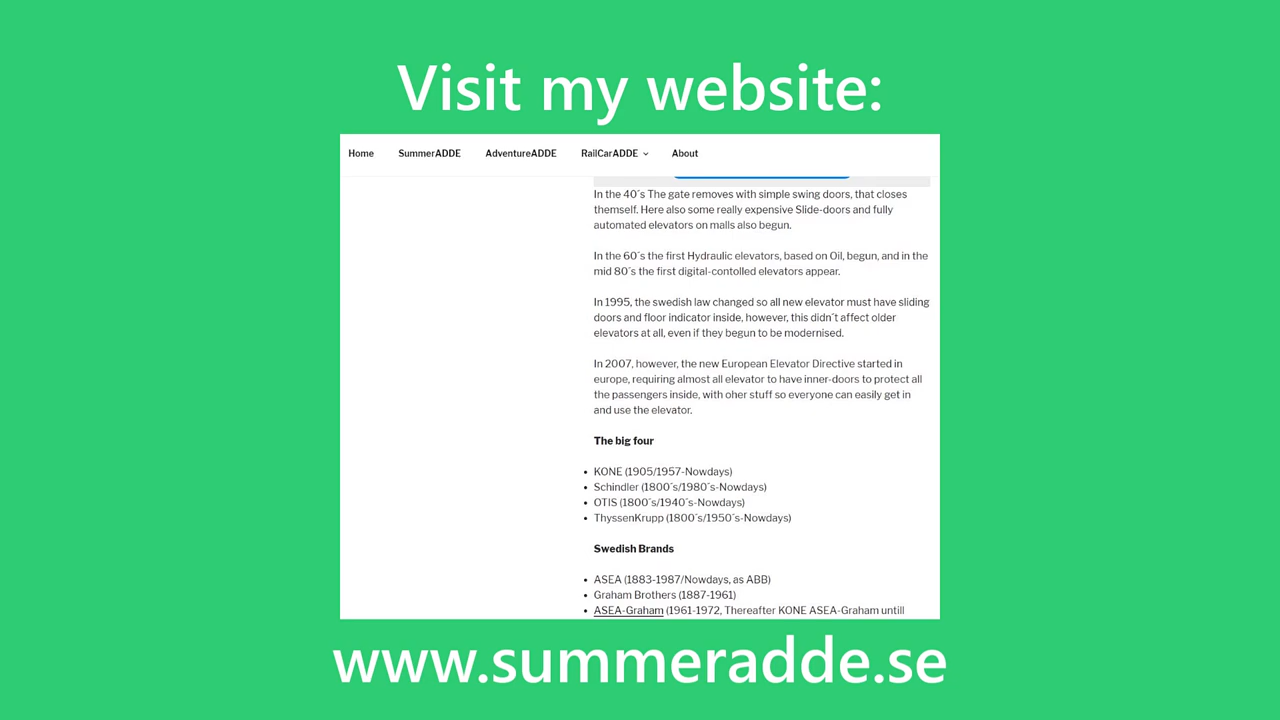 Visit my website:
Home SummerADDE AdventureADDE RailCarADDE About
In the 40´s The gate removes with simple swing doors, that closes
themself. Here also some really expensive Slide-doors and fully
automated elevators on malls also begun.
In the 60´s the first Hydraulic elevators, based on Oil, begun, and in the
mid 80´s the first digital-contolled elevators appear.
In 1995, the swedish law changed so all new elevator must have sliding
doors and floor indicator inside, however, this didn´t affect older
elevators at all, even if they begun to be modernised.
In 2007, however, the new European Elevator Directive started in
europe, requiring almost all elevator to have inner-doors to protect all
the passengers inside, with oher stuff so everyone can easily get in
and use the elevator.
The big four
• KONE (1905/1957-Nowdays)
• Schindler (1800´s/1980´s-Nowdays)
• OTIS (1800´s/1940´s-Nowdays)
• ThyssenKrupp (1800´s/1950´s-Nowdays)
Swedish Brands
• ASEA (1883-1987/Nowdays, as ABB)
• Graham Brothers (1887-1961)
• ASEA-Graham (1961-1972, Thereafter KONE ASEA-Graham untill
www.summeradde.se